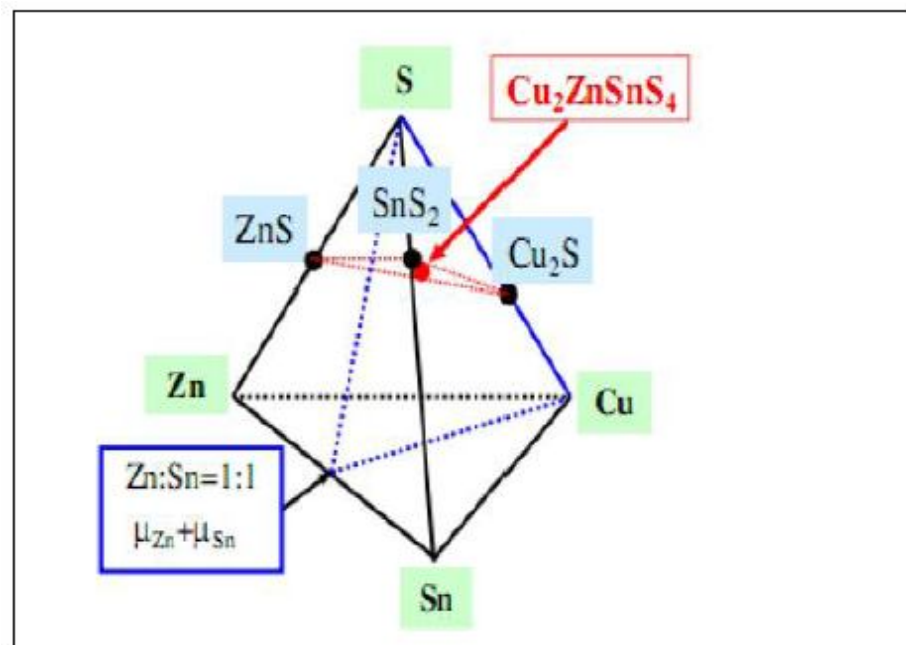 S
Cu₂ZnSnS₄
SnS₂
ZnS
Cu₂S
Zn
Cu
Zn:Sn=1:1
μZn+μSn
Sn